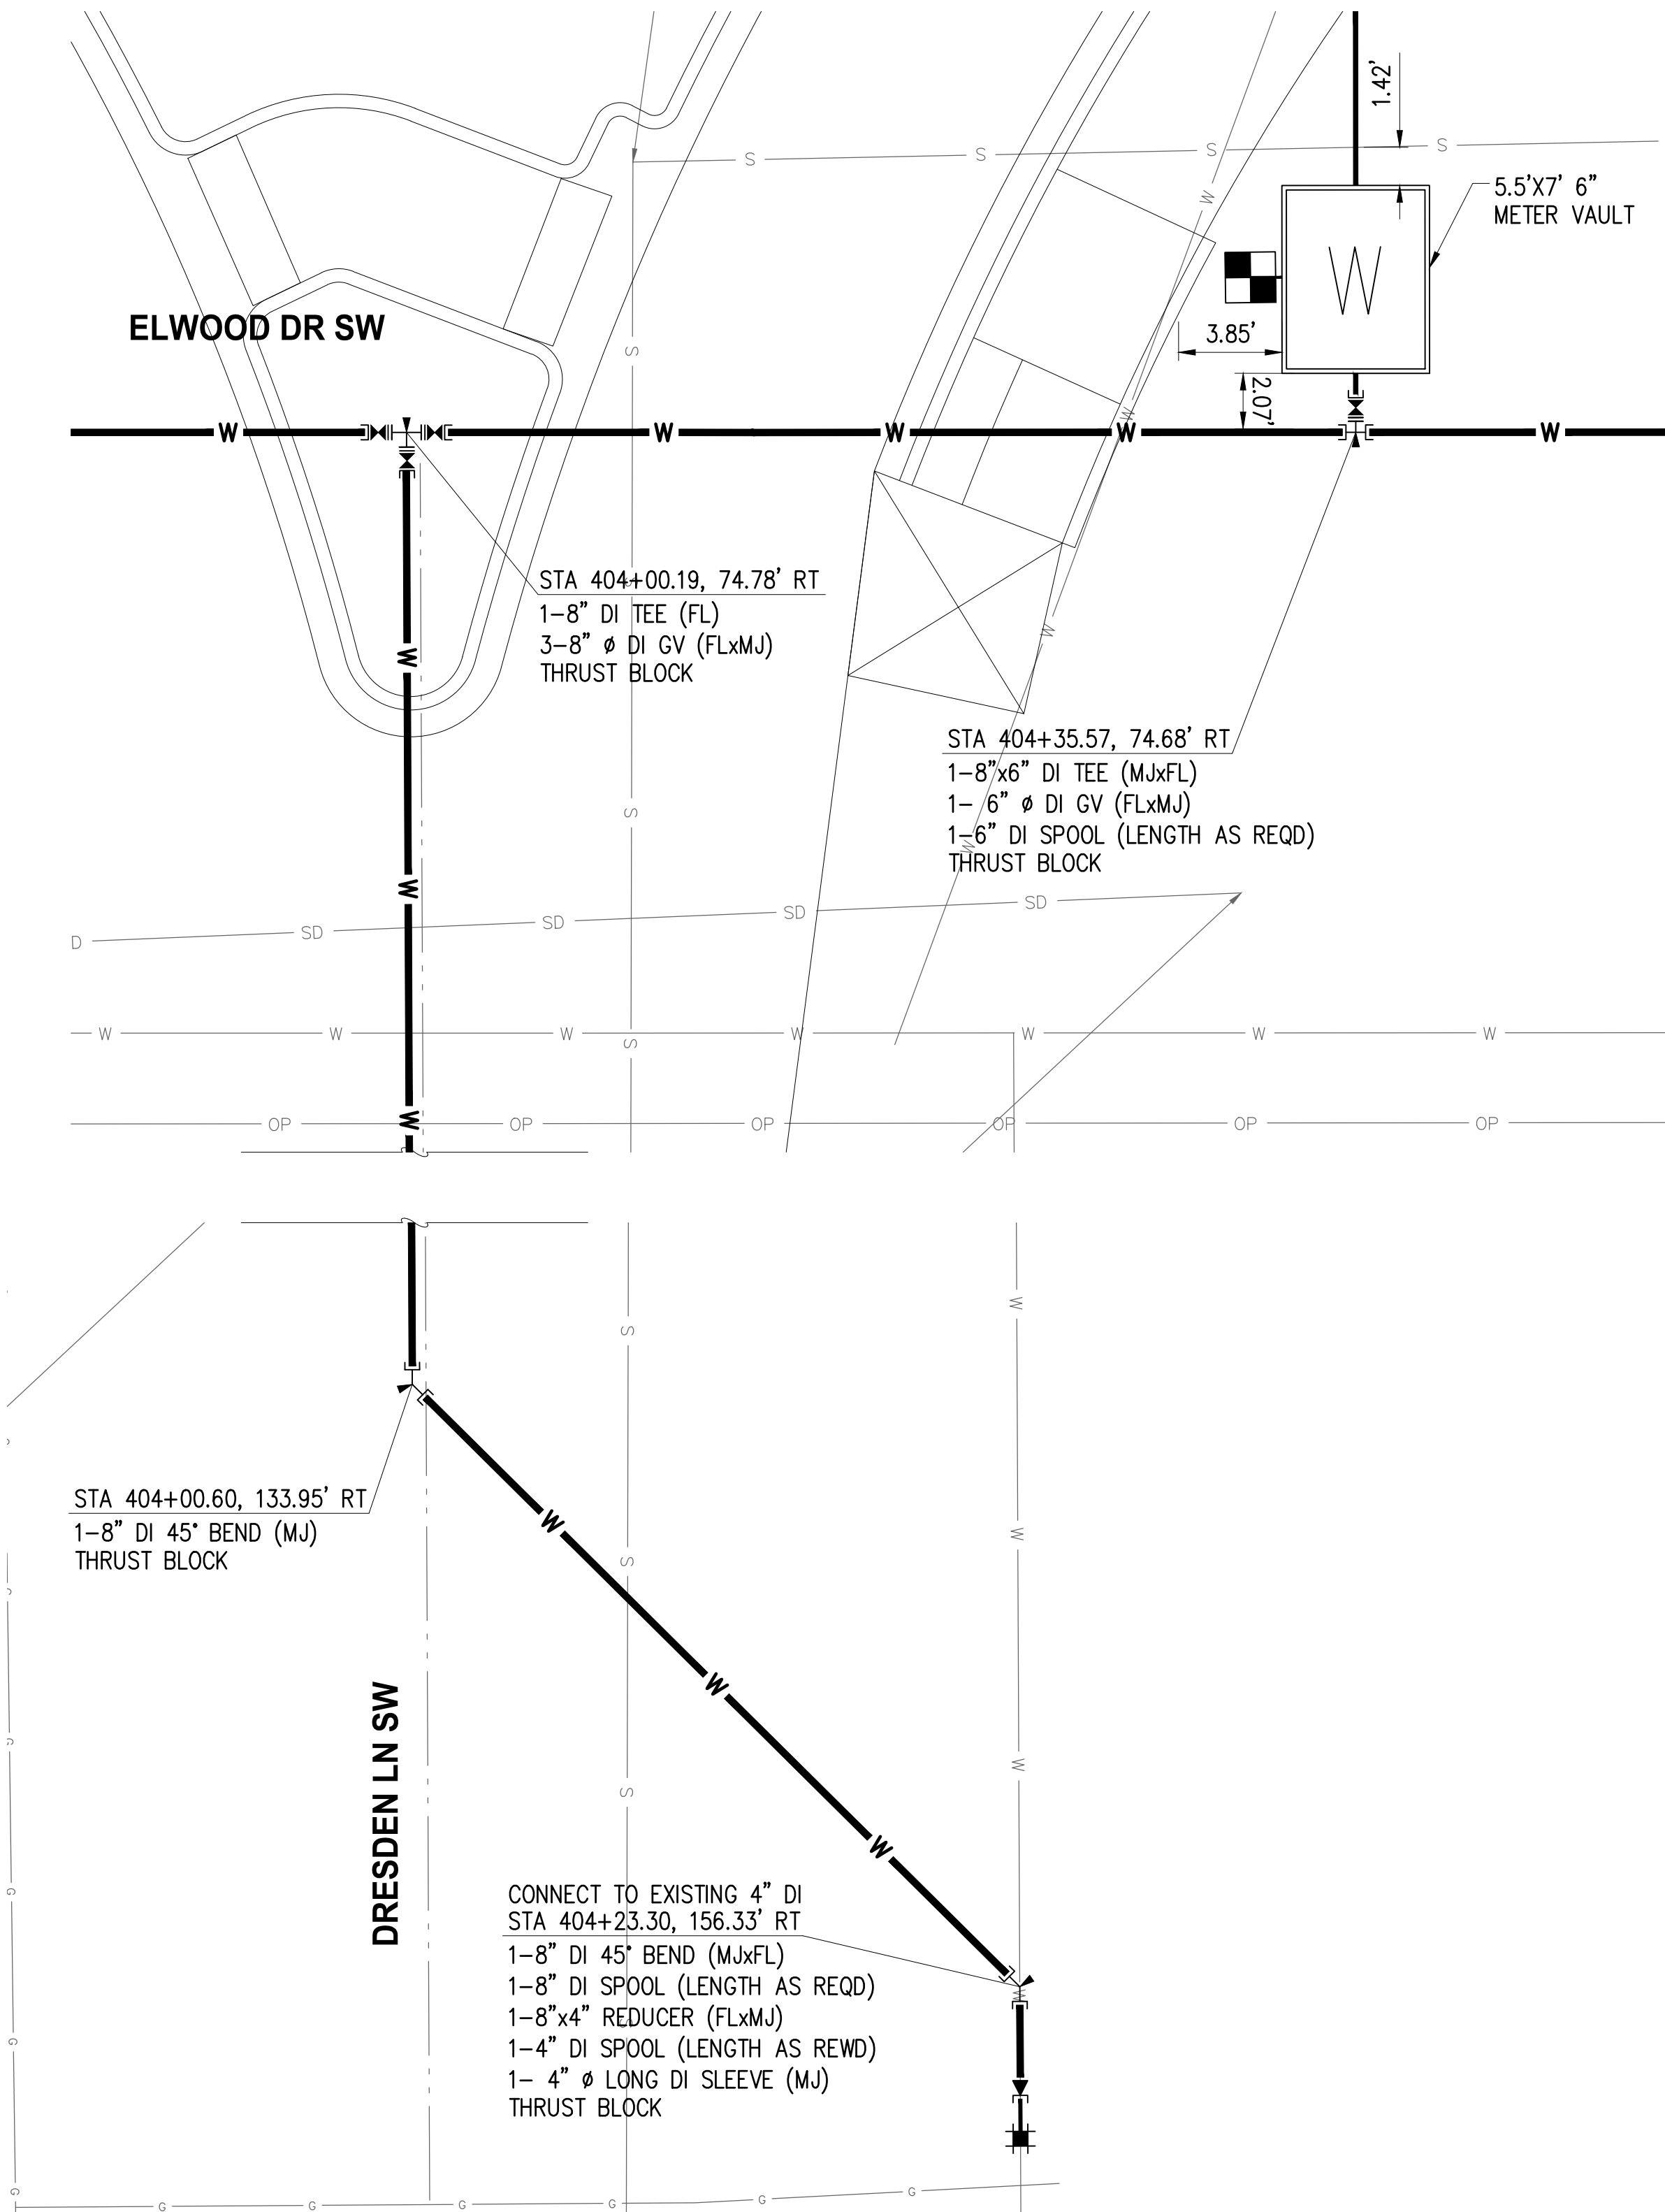 1.42'
S S S S
W
5.5'X7' 6"
METER VAULT
W
3.85'
2.07'
ELWOOD DR SW
S
W
W W W W W
STA 404+00.19, 74.78' RT
1-8" DI TEE (FL)
3-8" ø DI GV (FLxMJ)
THRUST BLOCK
S
W
W
STA 404+35.57, 74.68' RT
1-8"x6" DI TEE (MJxFL)
1- 6" ø DI GV (FLxMJ)
1-6" DI SPOOL (LENGTH AS REQD)
THRUST BLOCK
S
W
W
D SD SD SD SD
W W W W W W W
S
W
OP OP OP OP OP OP
W
S
W
STA 404+00.60, 133.95' RT
1-8" DI 45° BEND (MJ)
THRUST BLOCK
W
W
S
W
W
S
W
DRESDEN LN SW
G
G
G
G
CONNECT TO EXISTING 4" DI
STA 404+23.30, 156.33' RT
1-8" DI 45° BEND (MJxFL)
1-8" DI SPOOL (LENGTH AS REQD)
1-8"x4" REDUCER (FLxMJ)
1-4" DI SPOOL (LENGTH AS REWD)
1- 4" ø LONG DI SLEEVE (MJ)
THRUST BLOCK
W
S
G G G G G G